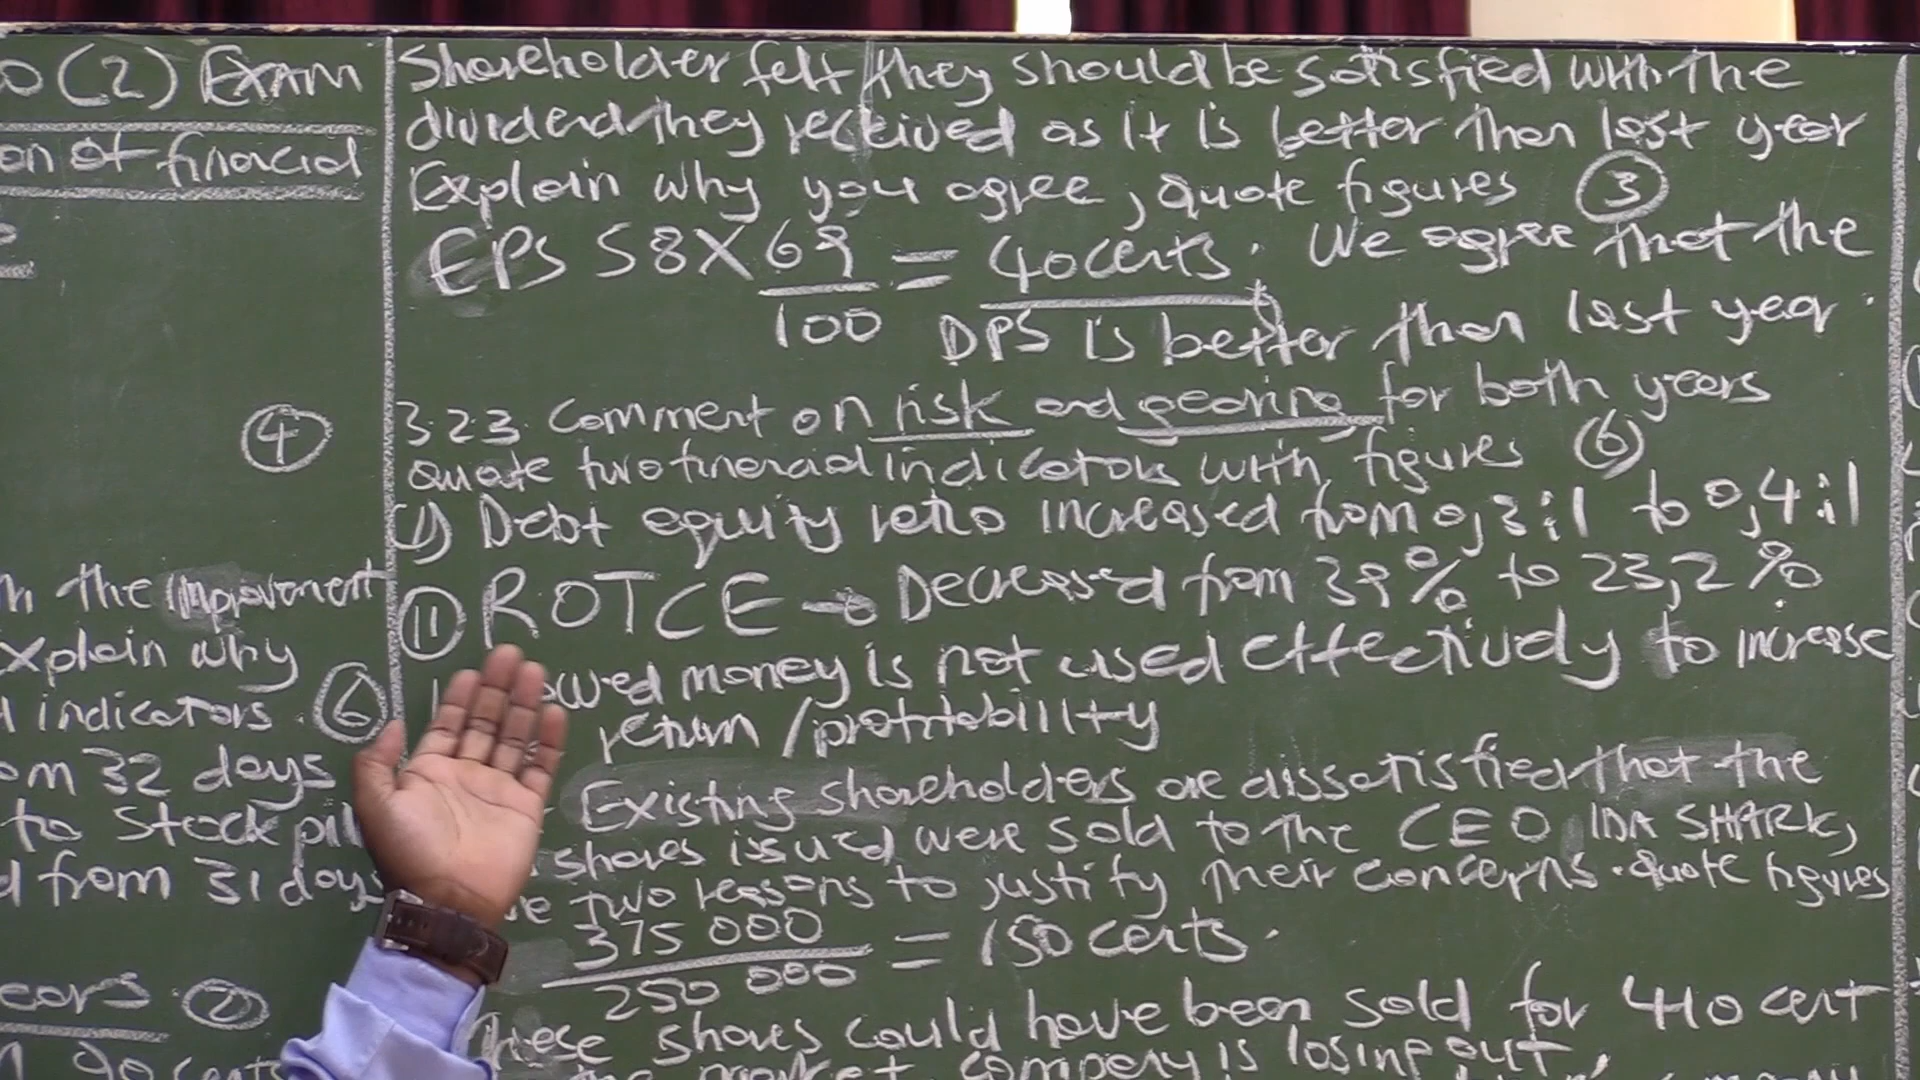 O (2) EXAM
on of finacial
4
n the improvement
xplain why
indicators. 6
om 32 days
to stock pil
d from 31 days
ears. 2
90 cents
Shareholder felt they should be satisfied with the
dividend they received as it is better than last year
Explain why you agree, quote figures 3
EPS 58 X 69 = 40 cents. We agree that the
100 DPS is better than last year.
3.2.3. Comment on risk and gearing for both years
quote two financial indicators with figures 6
(i) Debt equity ratio increased from 0,3:1 to 0,4:1
(ii) ROTCE → Decreased from 39% to 23,2%
owed money is not used effectively to increase
return/profitability
Existing shareholders are dissatisfied that the
shares issued were sold to the CEO IDA SHARK,
two reasons to justify their concerns. quote figures
375 000 = 150 cents.
250 000
These shares could have been sold for 410 cent
market. company is losing out.